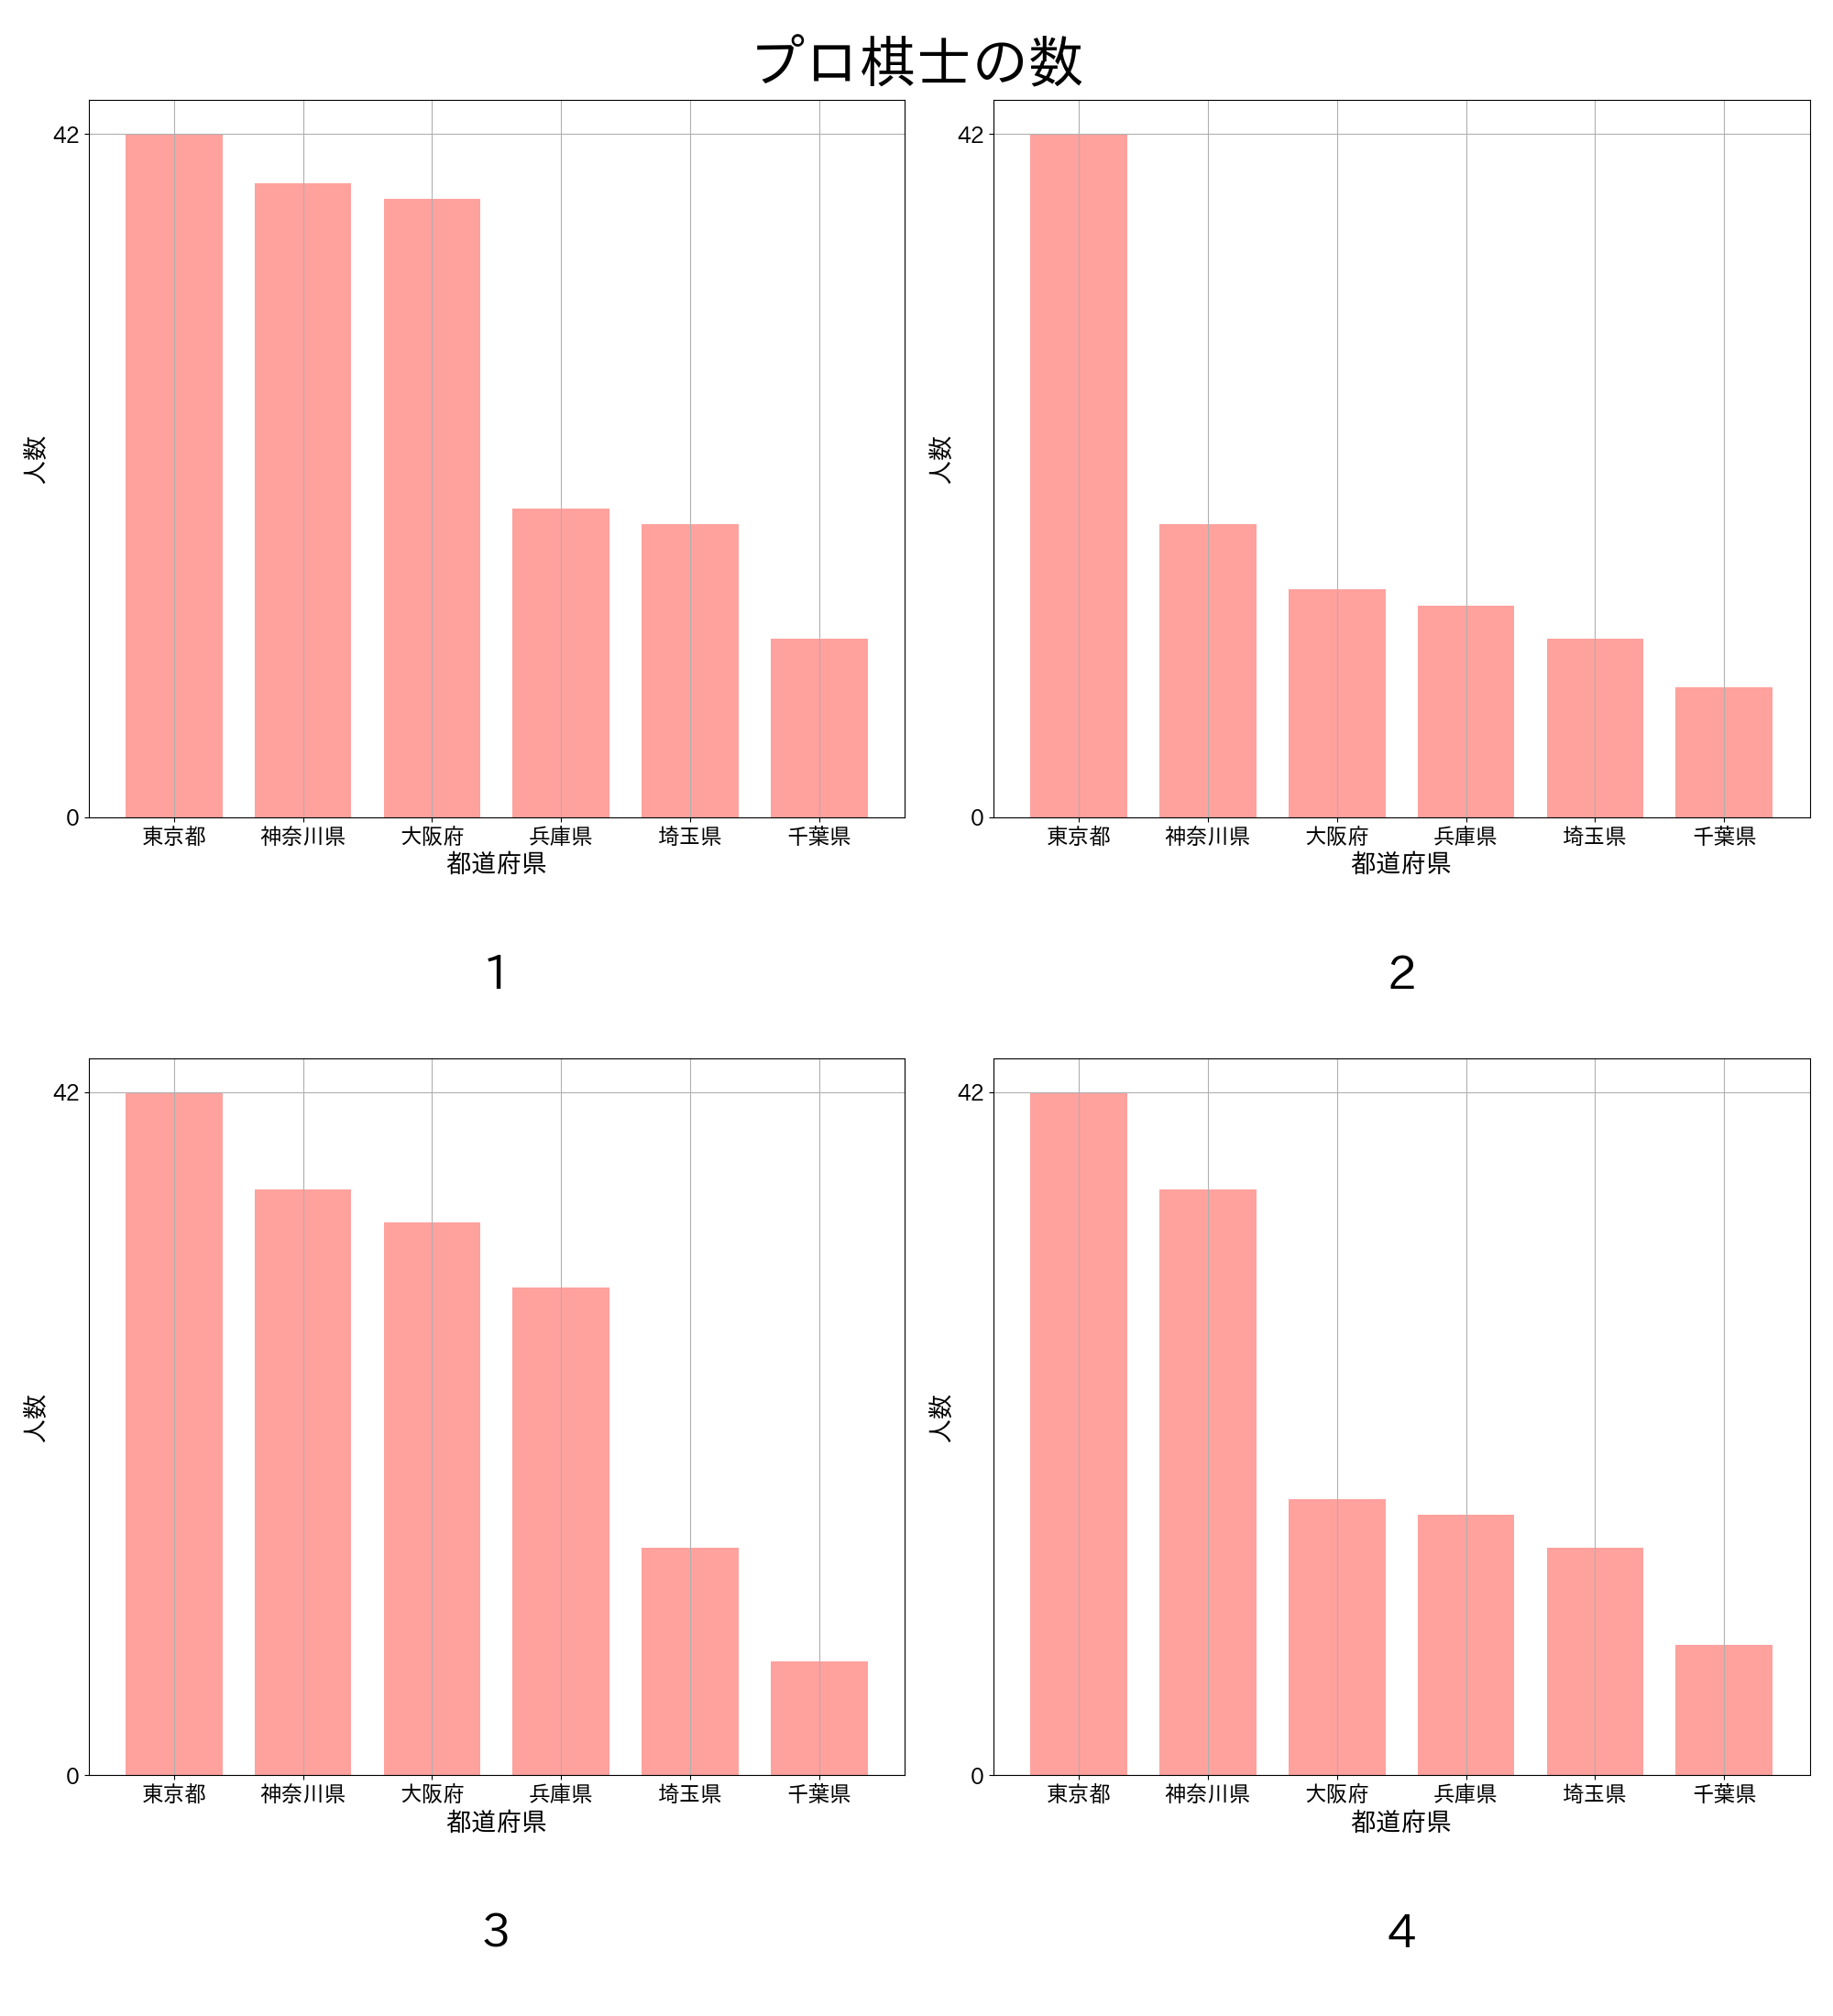 プロ棋士の数
42
0
人数
東京都 神奈川県 大阪府 兵庫県 埼玉県 千葉県
都道府県
1
42
0
人数
東京都 神奈川県 大阪府 兵庫県 埼玉県 千葉県
都道府県
2
42
0
人数
東京都 神奈川県 大阪府 兵庫県 埼玉県 千葉県
都道府県
3
42
0
人数
東京都 神奈川県 大阪府 兵庫県 埼玉県 千葉県
都道府県
4